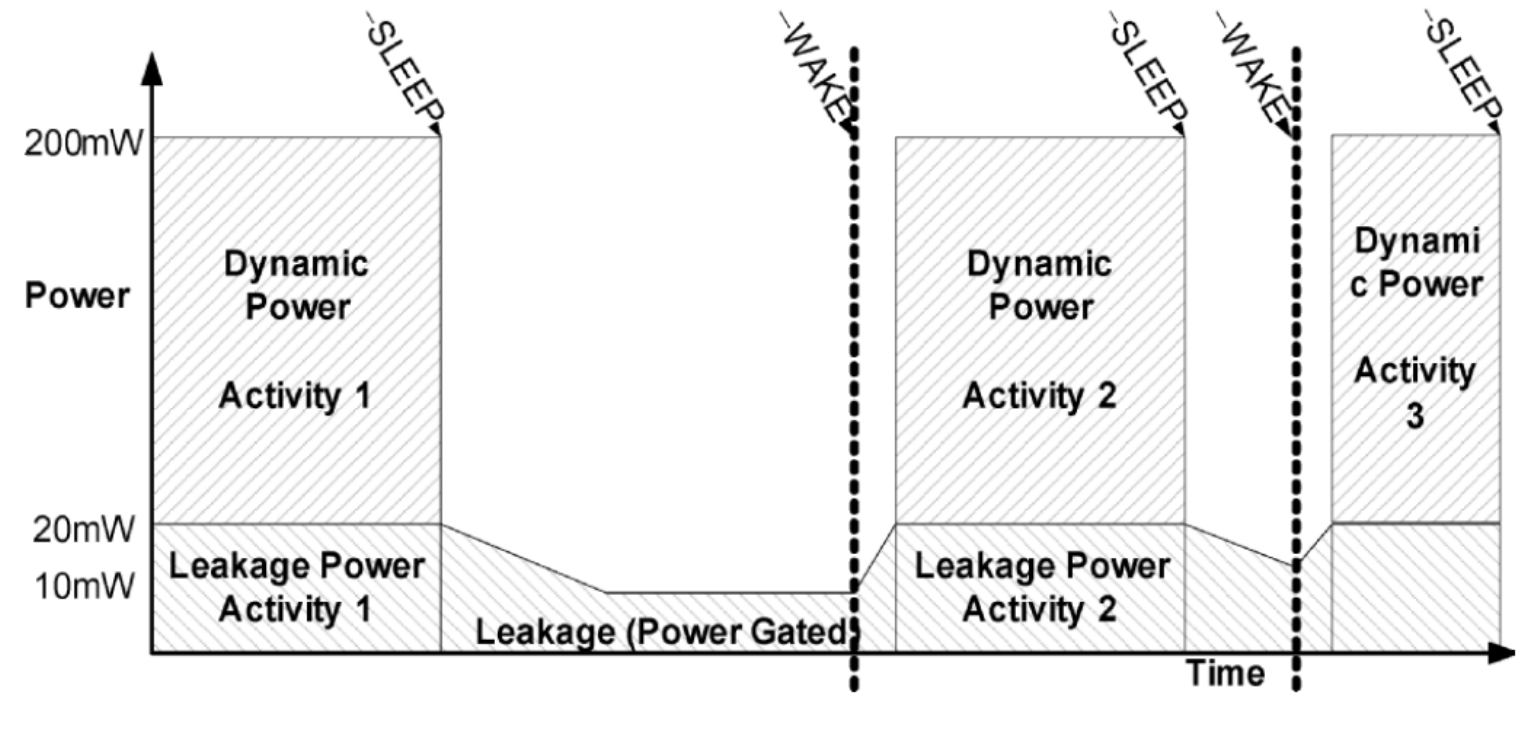 ~SLEEP
~WAKE
~SLEEP
~WAKE
~SLEEP
200mW
Power
20mW
10mW
Dynamic
Power
Activity 1
Leakage Power
Activity 1
Leakage (Power Gated)
Dynamic
Power
Activity 2
Leakage Power
Activity 2
Dynami
c Power
Activity
3
Time